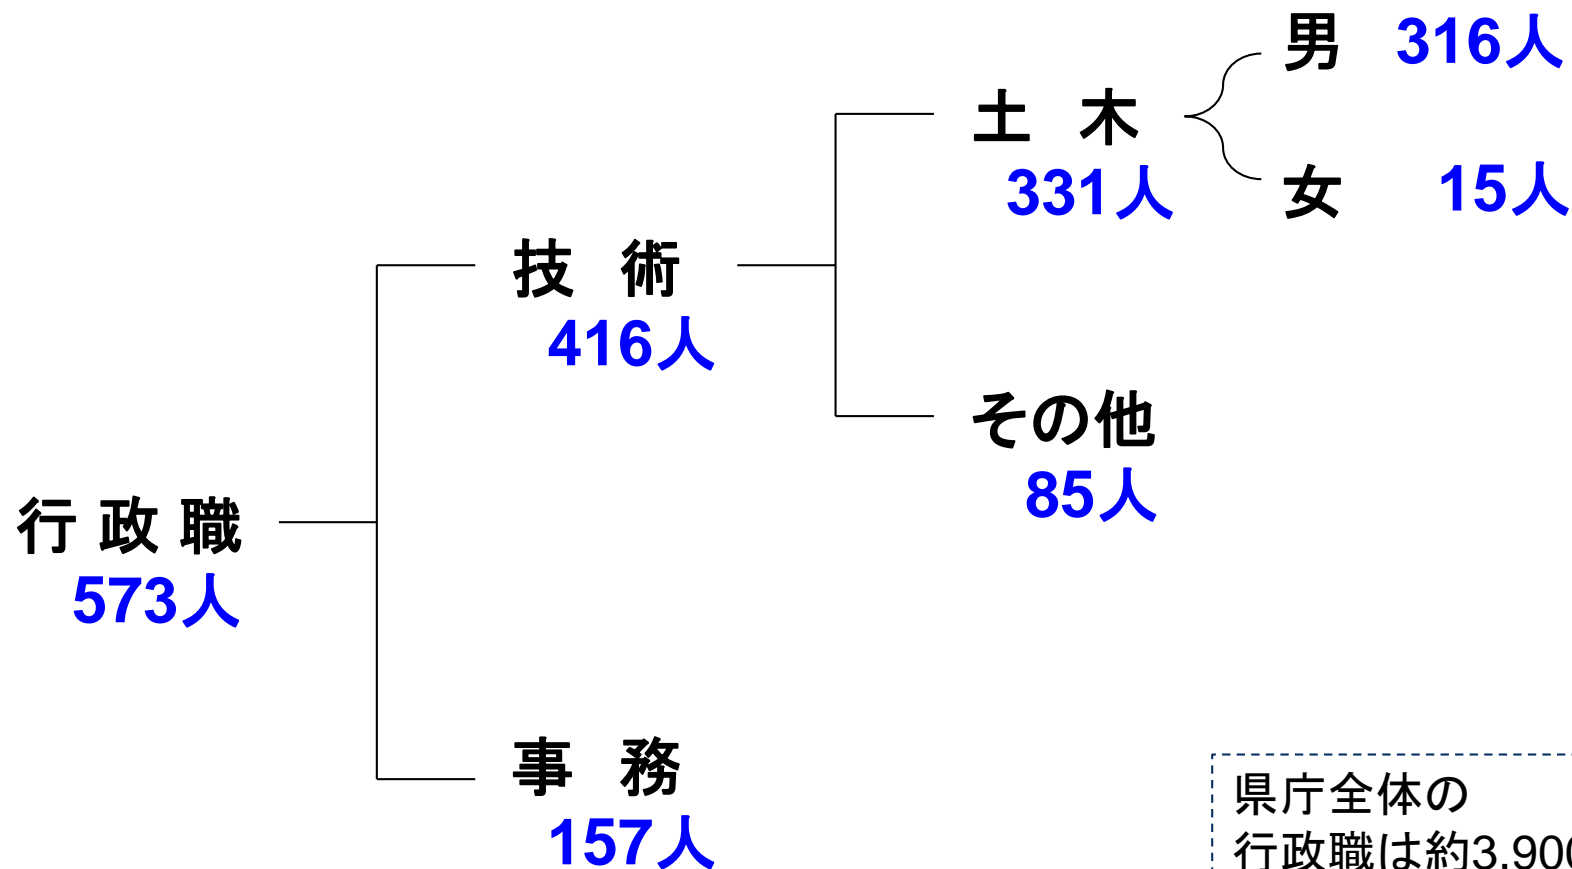 男 316人
土 木
331人
女 15人
技 術
416人
その他
85人
行 政 職
573人
事 務
157人
県庁全体の
行政職は約3,900